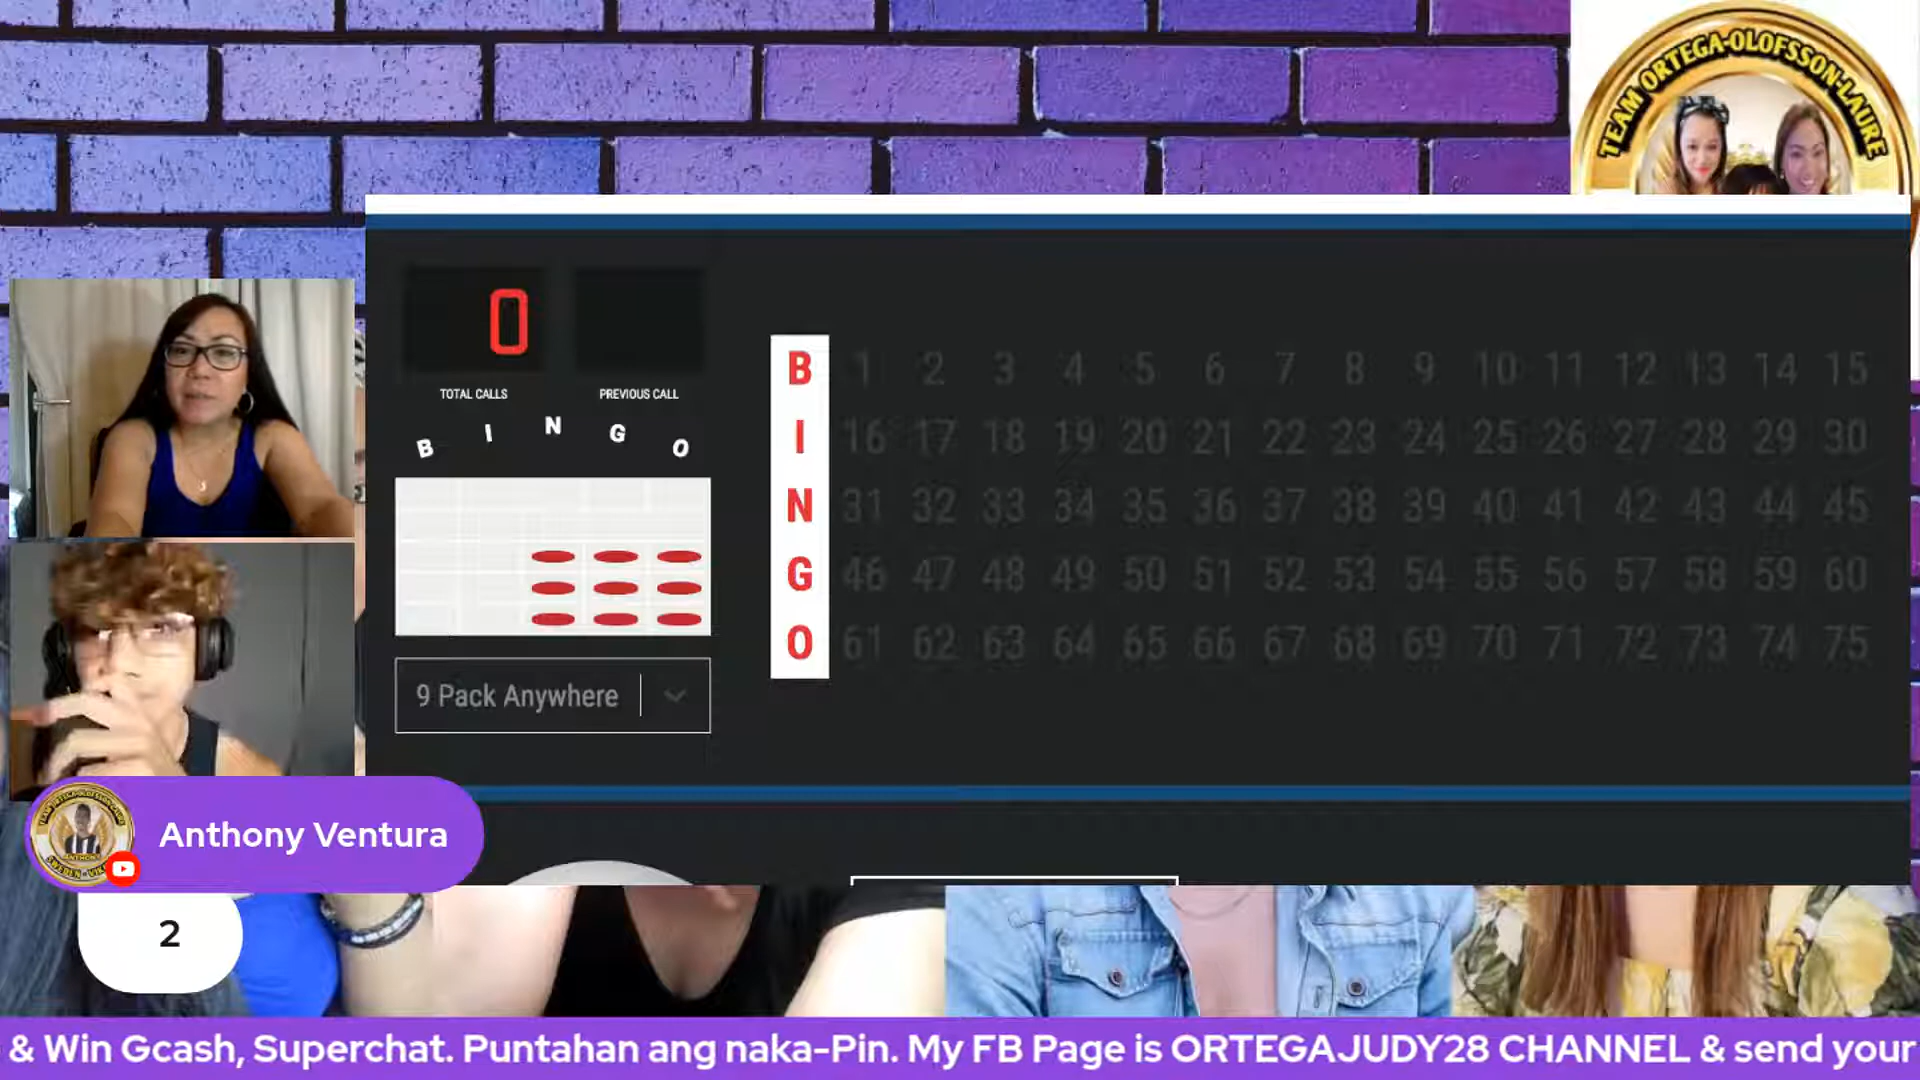 TEAM ORTEGA-OLOFSSON-LAURE
0
TOTAL CALLS
PREVIOUS CALL
B I N G O
9 Pack Anywhere
B 1 2 3 4 5 6 7 8 9 10 11 12 13 14 15
I 16 17 18 19 20 21 22 23 24 25 26 27 28 29 30
N 31 32 33 34 35 36 37 38 39 40 41 42 43 44 45
G 46 47 48 49 50 51 52 53 54 55 56 57 58 59 60
O 61 62 63 64 65 66 67 68 69 70 71 72 73 74 75
TEAM ORTEGA-OLOFSSON-LAURE
ANTHONY
Anthony Ventura
2
& Win Gcash, Superchat. Puntahan ang naka-Pin. My FB Page is ORTEGAJUDY28 CHANNEL & send your